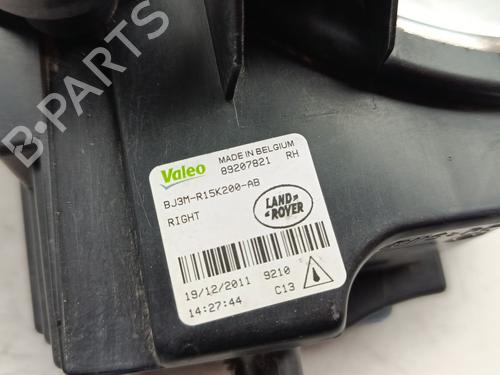 B-PARTS
Valeo
MADE IN BELGIUM
89207821 RH
BJ3M-R15K200-AB
RIGHT
LAND ROVER
19/12/2011 9210
14:27:44 C13